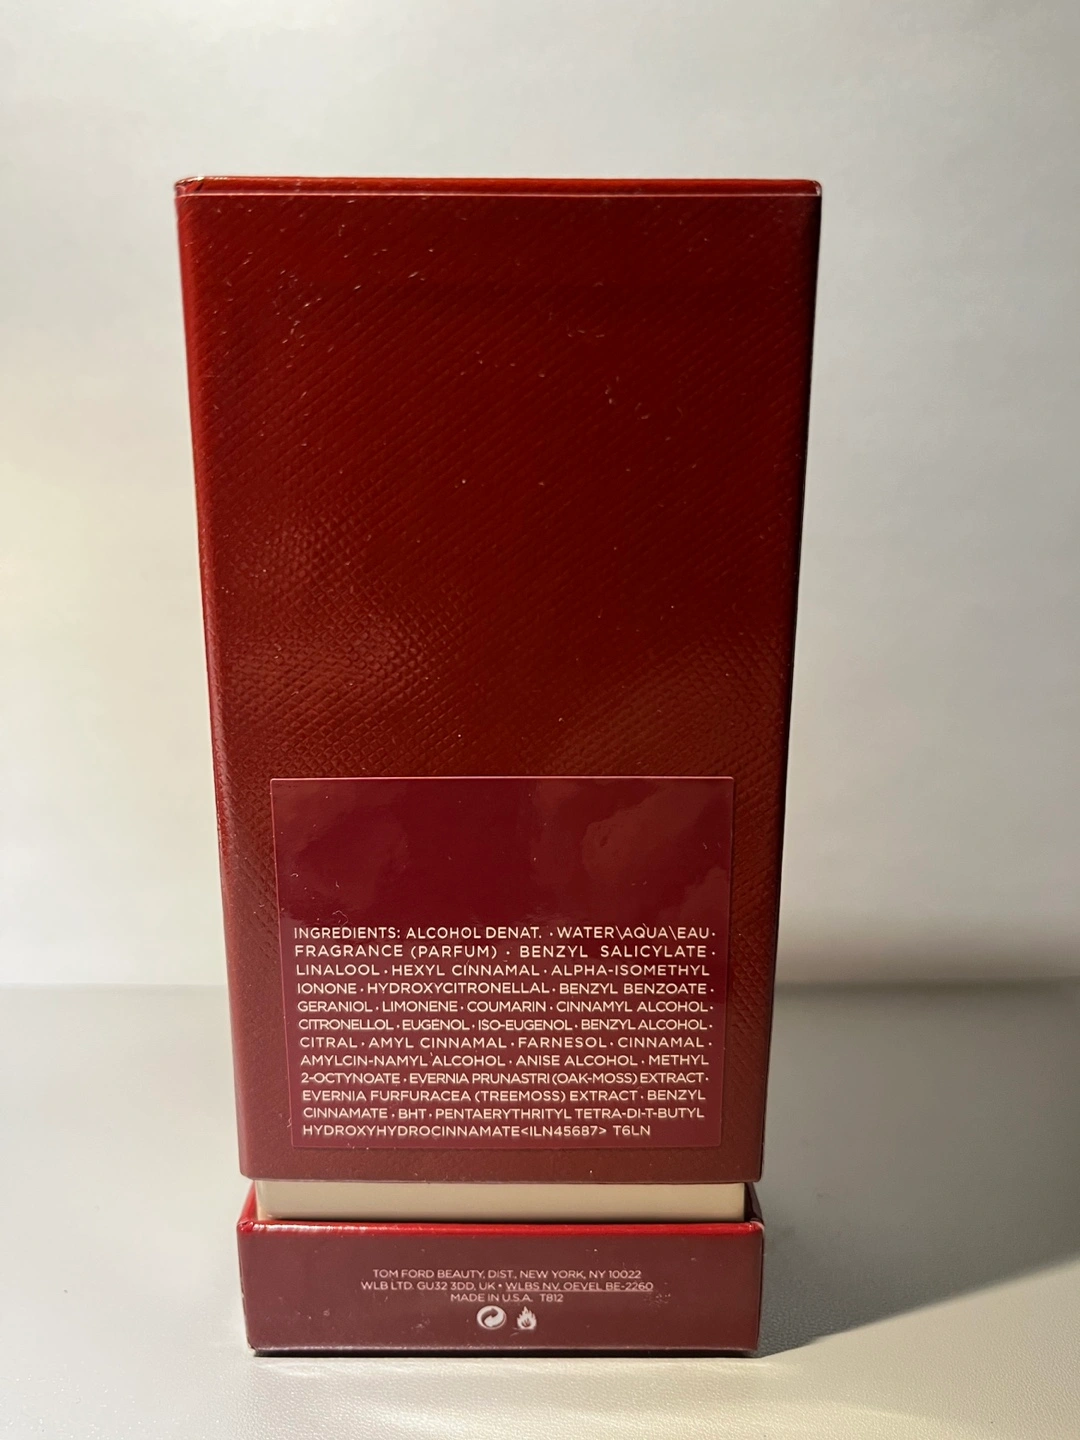 INGREDIENTS: ALCOHOL DENAT. · WATER\AQUA\EAU ·
FRAGRANCE (PARFUM) · BENZYL SALICYLATE ·
LINALOOL · HEXYL CINNAMAL · ALPHA-ISOMETHYL
IONONE · HYDROXYCITRONELLAL · BENZYL BENZOATE ·
GERANIOL · LIMONENE · COUMARIN · CINNAMYL ALCOHOL ·
CITRONELLOL · EUGENOL · ISO-EUGENOL · BENZYL ALCOHOL ·
CITRAL · AMYL CINNAMAL · FARNESOL · CINNAMAL ·
AMYLCIN-NAMYL ALCOHOL · ANISE ALCOHOL · METHYL
2-OCTYNOATE · EVERNIA PRUNASTRI (OAK-MOSS) EXTRACT ·
EVERNIA FURFURACEA (TREEMOSS) EXTRACT · BENZYL
CINNAMATE · BHT · PENTAERYTHRITYL TETRA-DI-T-BUTYL
HYDROXYHYDROCINNAMATE<ILN45687> T6LN
TOM FORD BEAUTY, DIST., NEW YORK, NY 10022
WLB LTD. GU32 3DD, UK • WLBS NV, OEVEL BE-2260
MADE IN U.S.A. T812